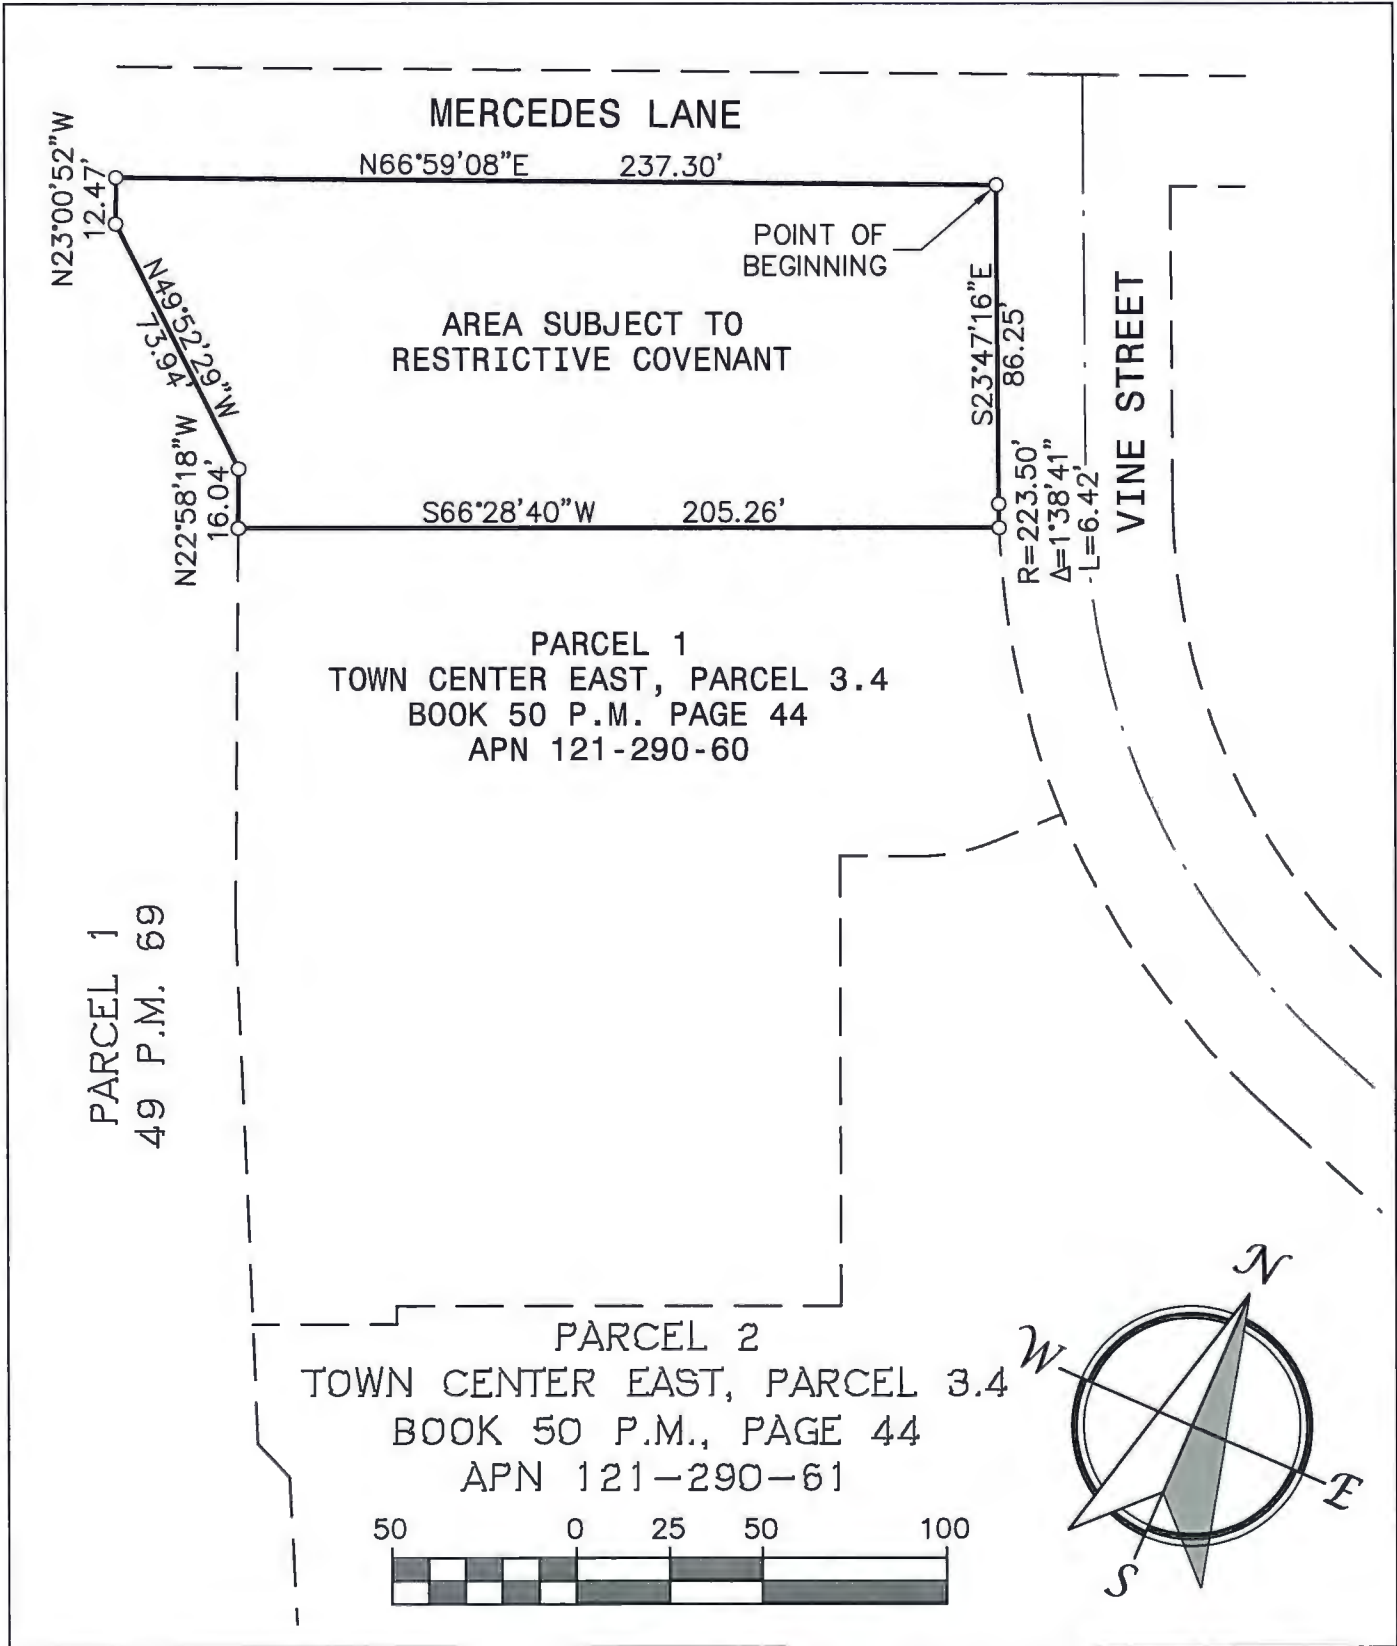 MERCEDES LANE
N66°59'08"E 237.30'
N23°00'52"W
12.47'
POINT OF
BEGINNING
N49°52'29"W
73.94'
AREA SUBJECT TO
RESTRICTIVE COVENANT
S23°47'16"E
86.25'
VINE STREET
N22°58'18"W
16.04'
S66°28'40"W 205.26'
R=223.50'
Δ=1°38'41"
L=6.42'
PARCEL 1
TOWN CENTER EAST, PARCEL 3.4
BOOK 50 P.M. PAGE 44
APN 121-290-60
PARCEL 1
49 P.M. 69
PARCEL 2
TOWN CENTER EAST, PARCEL 3.4
BOOK 50 P.M., PAGE 44
APN 121-290-61
N
W
E
S
50 0 25 50 100